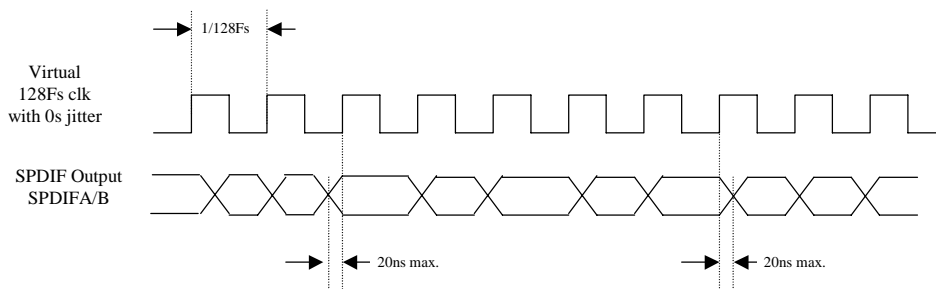 1/128Fs
Virtual
128Fs clk
with 0s jitter
SPDIF Output
SPDIFA/B
20ns max.
20ns max.